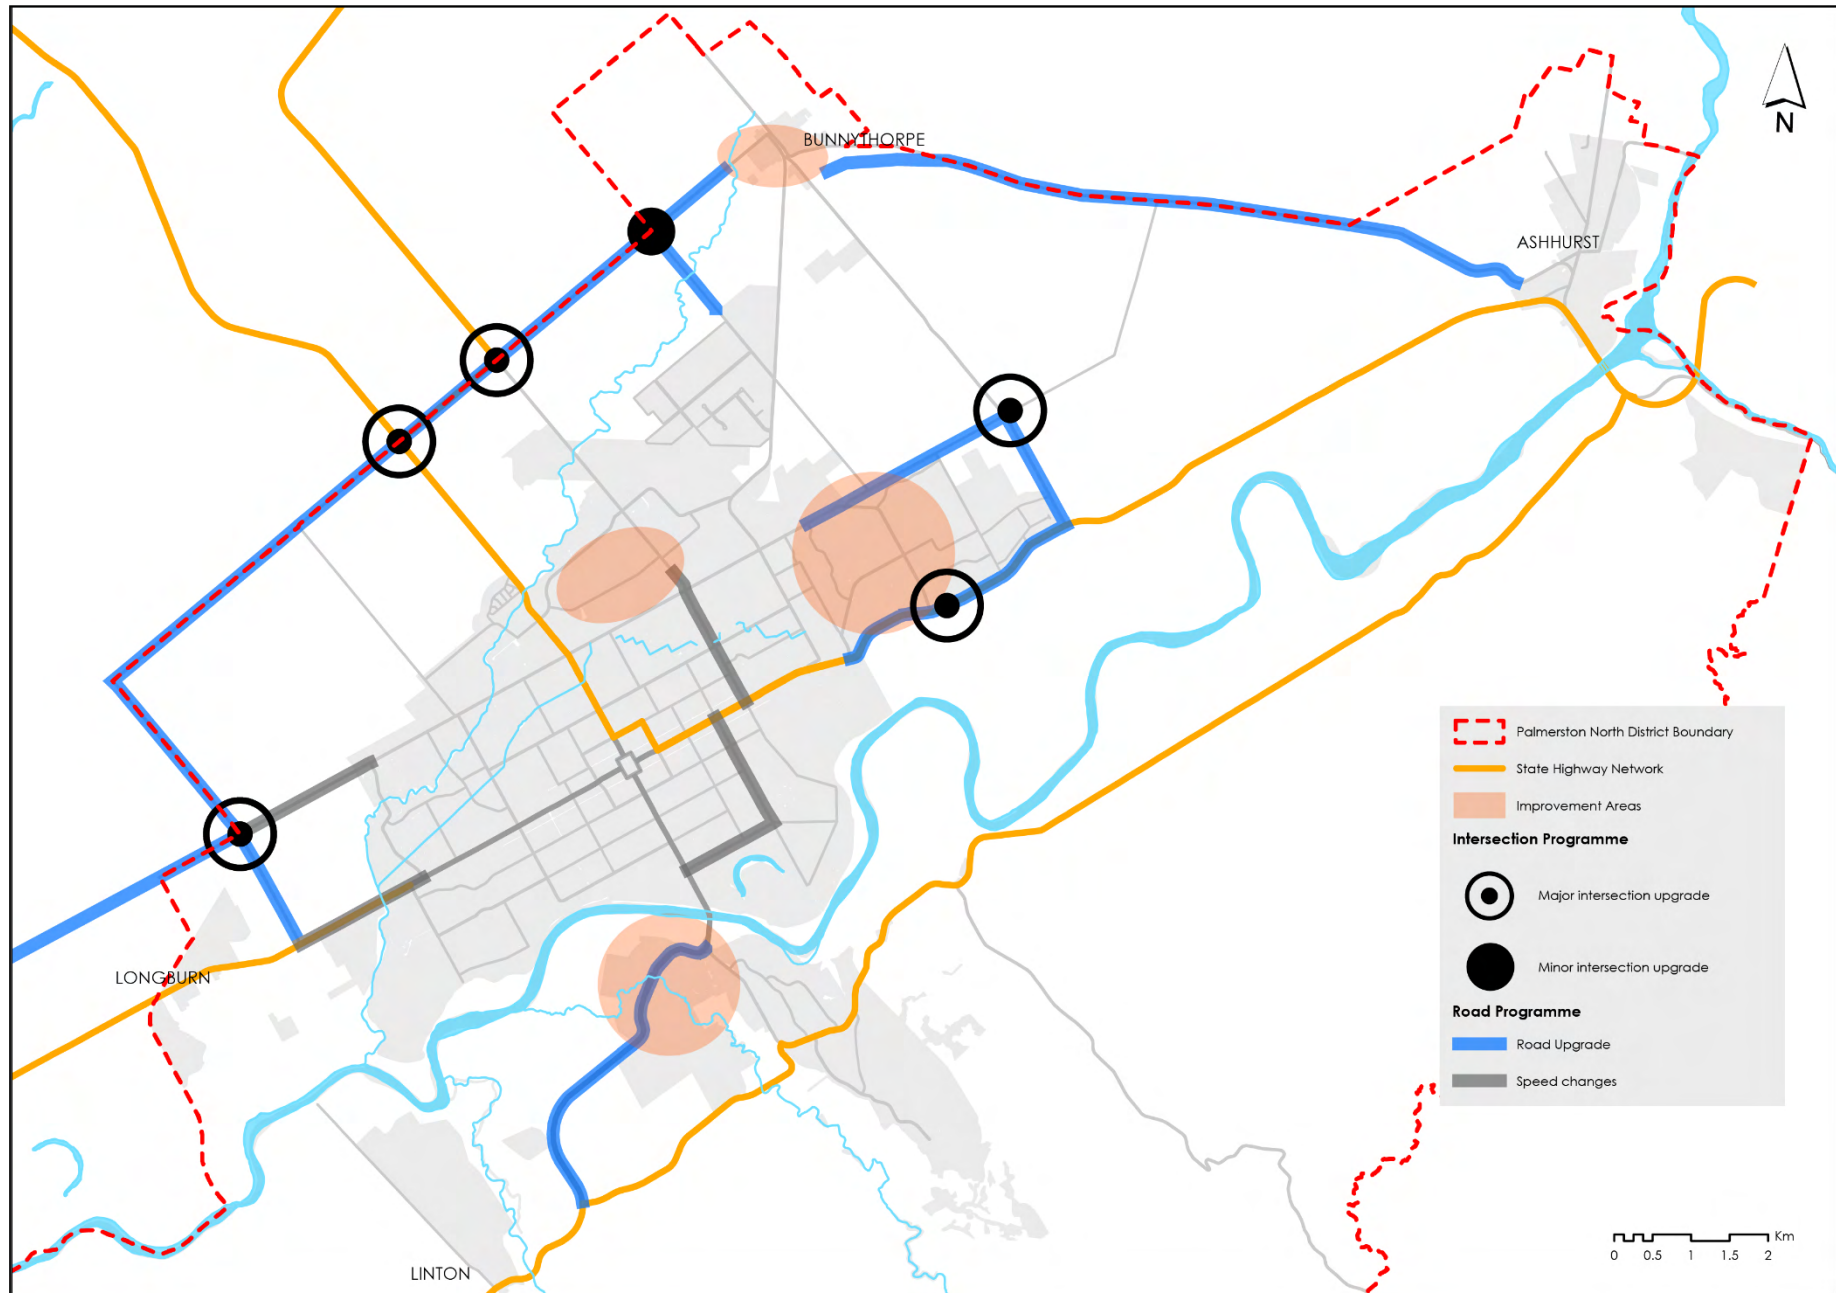 N
BUNNYTHORPE
ASHHURST
LONGBURN
LINTON
Palmerston North District Boundary
State Highway Network
Improvement Areas
Intersection Programme
Major intersection upgrade
Minor intersection upgrade
Road Programme
Road Upgrade
Speed changes
Km
0 0.5 1 1.5 2